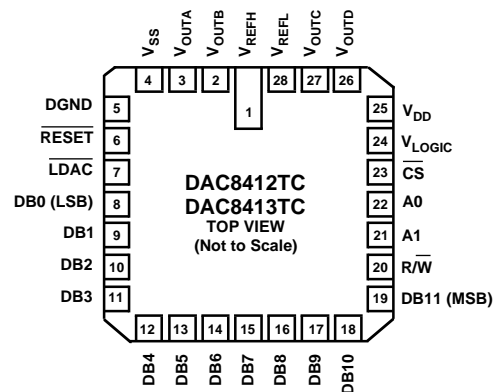 V_SS V_OUTA V_OUTB V_REFH V_REFL V_OUTC V_OUTD
4 3 2 1 28 27 26
DGND 5
R̅E̅S̅E̅T̅ 6
L̅D̅A̅C̅ 7
DB0 (LSB) 8
DB1 9
DB2 10
DB3 11
DAC8412TC
DAC8413TC
TOP VIEW
(Not to Scale)
25 V_DD
24 V_LOGIC
23 C̅S̅
22 A0
21 A1
20 R/W̅
19 DB11 (MSB)
12 13 14 15 16 17 18
DB4 DB5 DB6 DB7 DB8 DB9 DB10